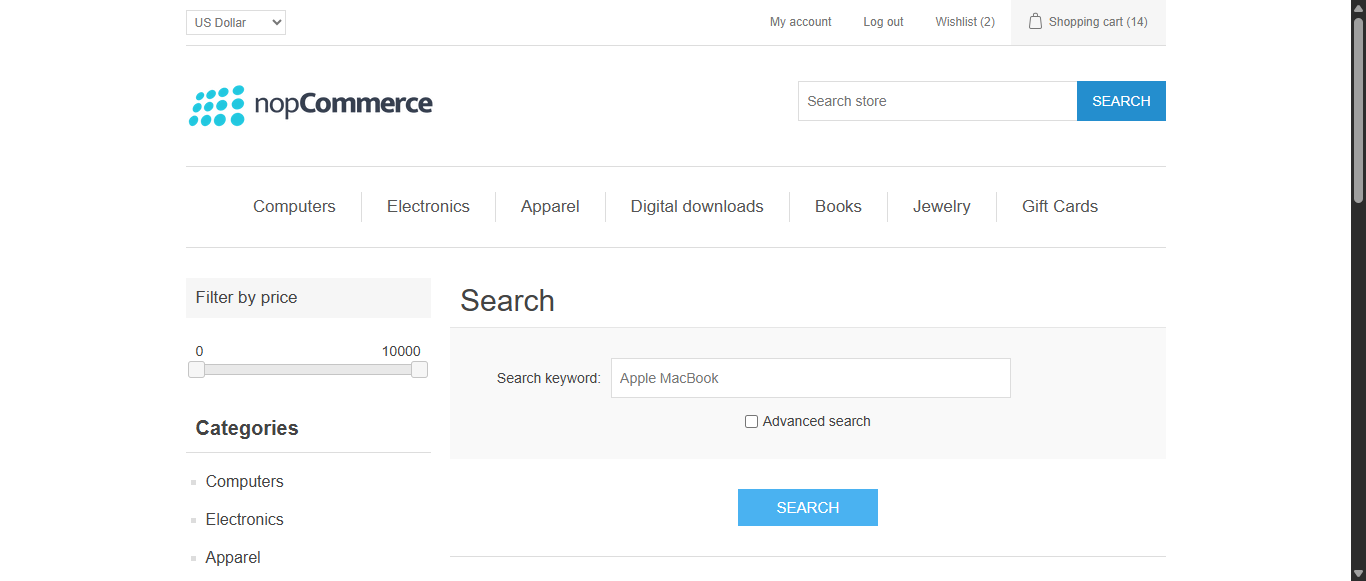 US Dollar
My account
Log out
Wishlist (2)
Shopping cart (14)
nopCommerce
Search store
SEARCH
Computers
Electronics
Apparel
Digital downloads
Books
Jewelry
Gift Cards
Filter by price
0
10000
Categories
Computers
Electronics
Apparel
Search
Search keyword:
Apple MacBook
Advanced search
SEARCH